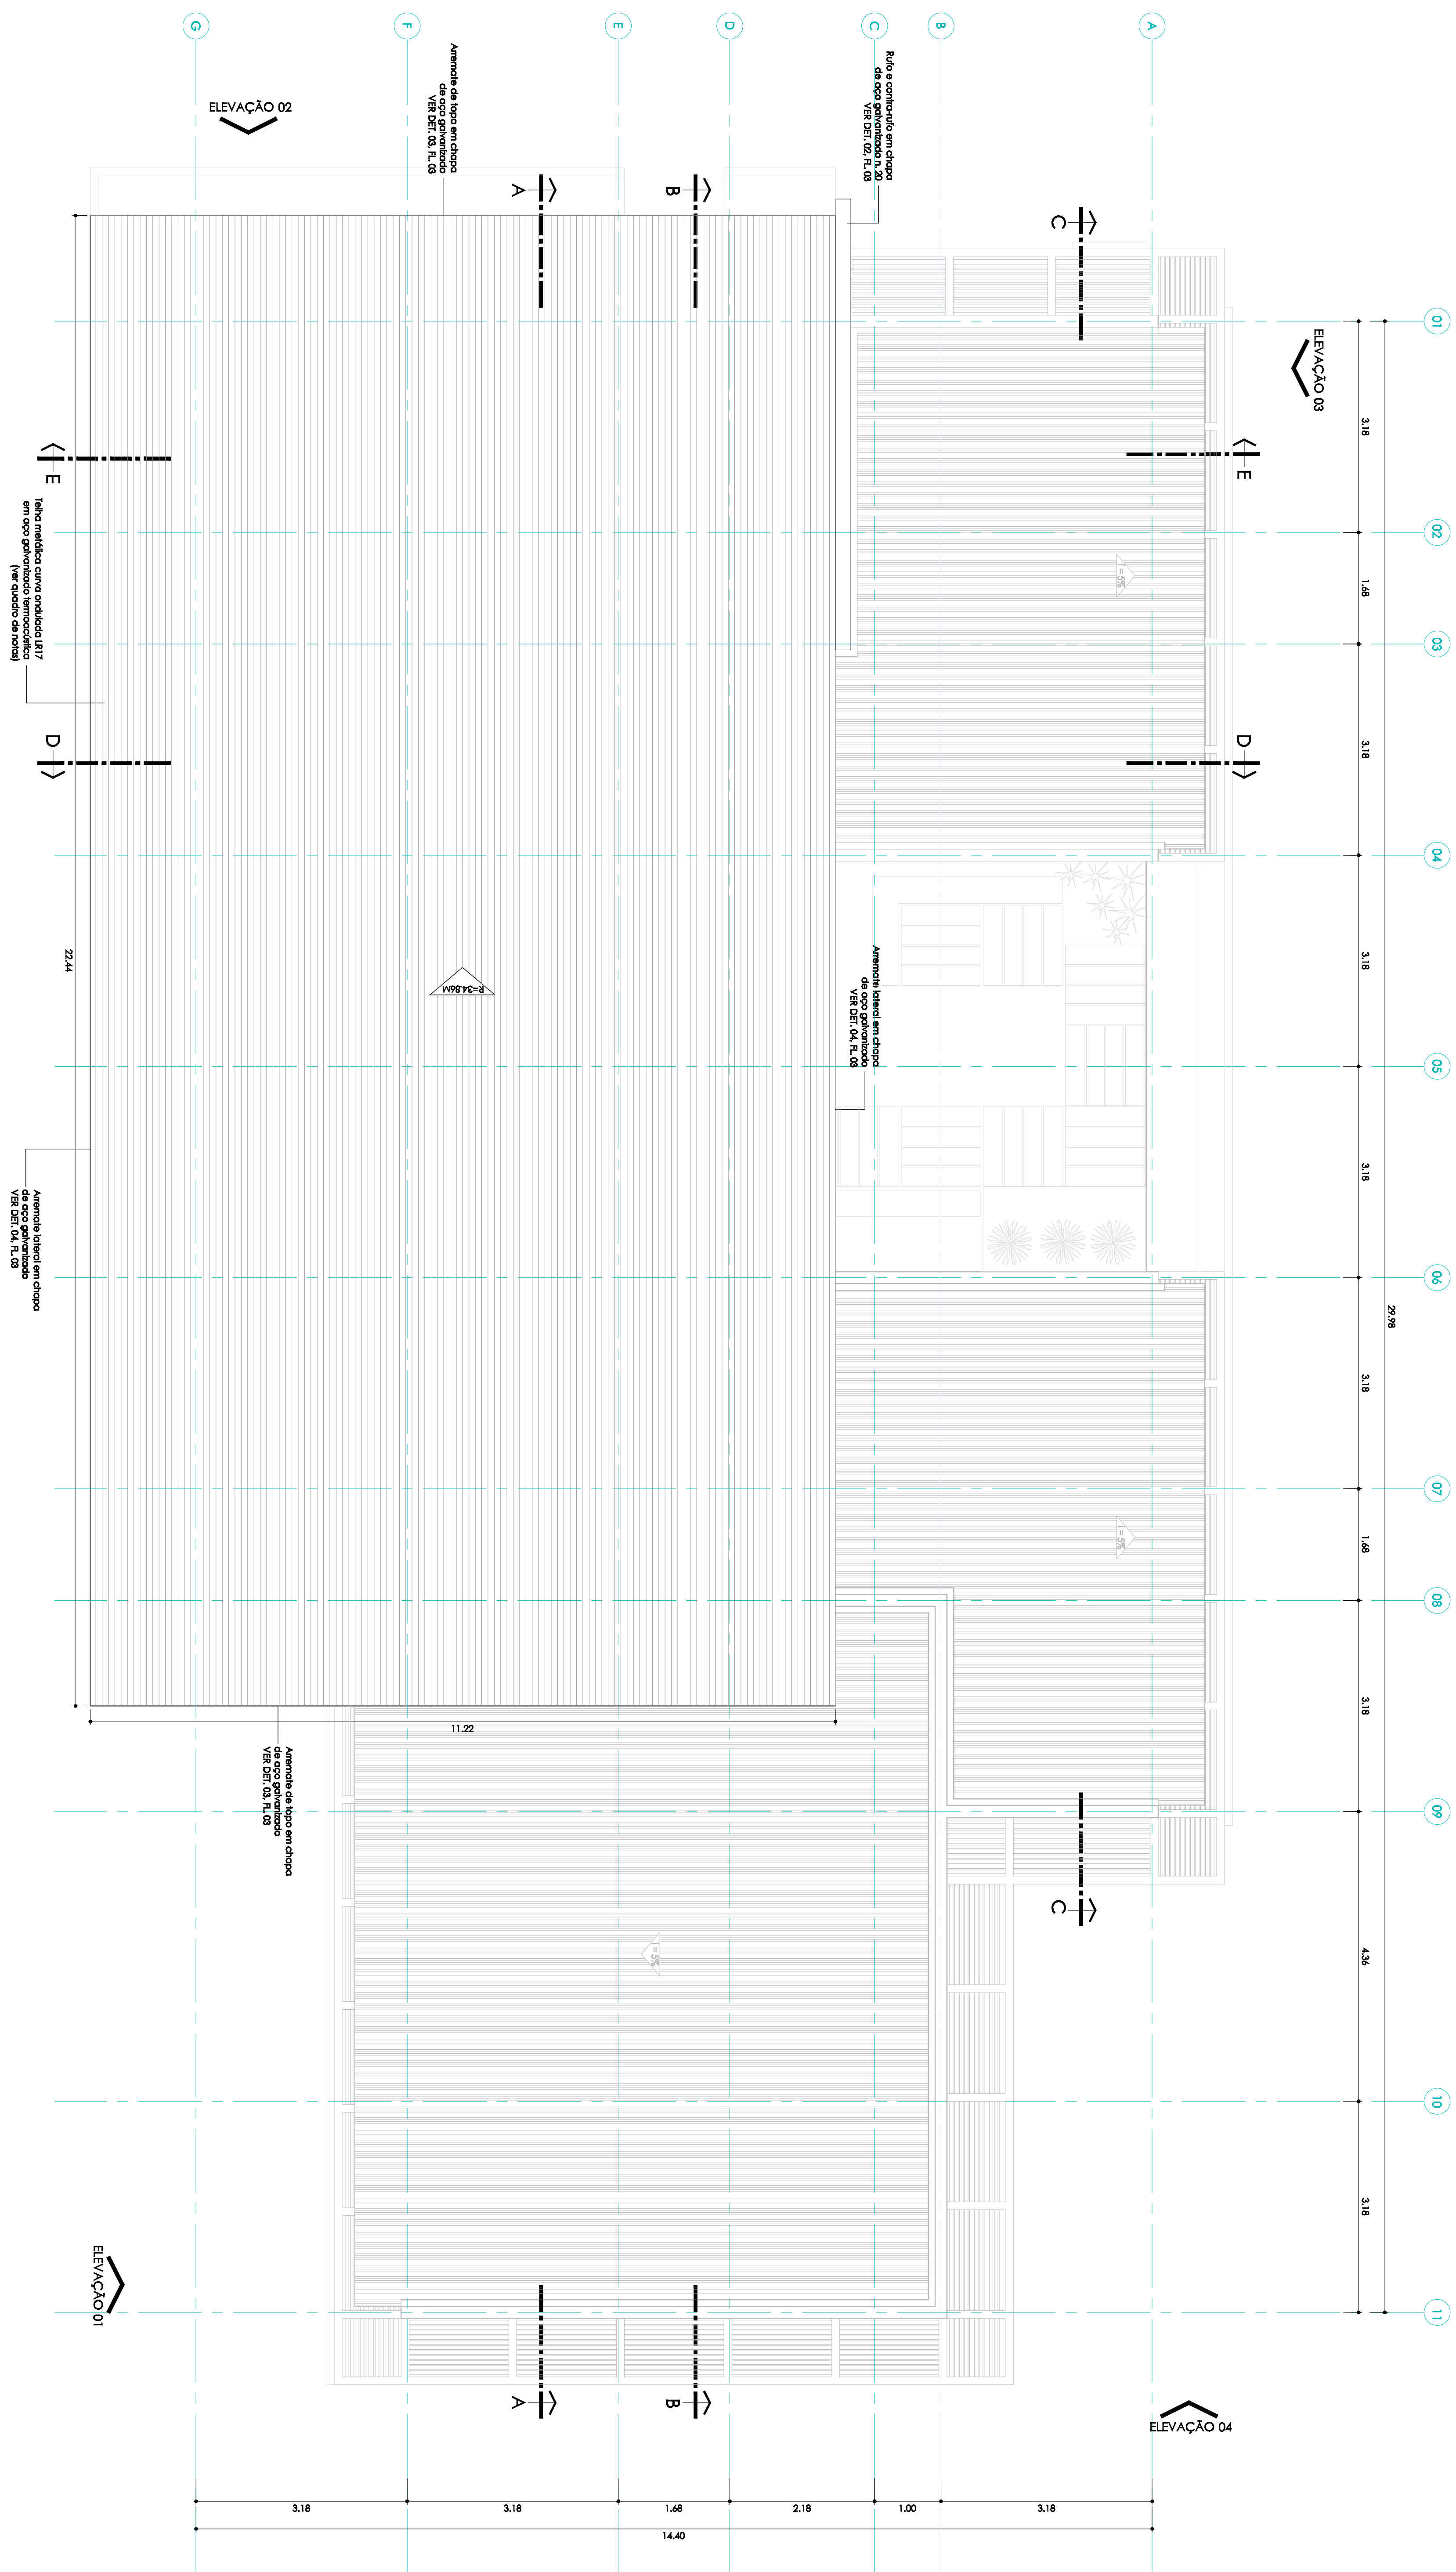 G
F
E
D
C
B
A
Rufo e contra-rufo em chapa
de aço galvanizado n. 20
VER DET. 02, FL. 03
Arremate de topo em chapa
de aço galvanizado
VER DET. 03, FL. 03
ELEVAÇÃO 02
A
B
C
01
ELEVAÇÃO 03
3.18
E
E
Telha metálica curva ondulada LR17
em aço galvanizado termoacústica
(ver quadro de notas)
02
i = 5%
1.68
03
D
D
3.18
04
22.44
R=34.86M
Arremate lateral em chapa
de aço galvanizado
VER DET. 04, FL. 03
3.18
05
3.18
Arremate lateral em chapa
de aço galvanizado
VER DET. 04, FL. 03
06
29.98
3.18
07
i = 5%
1.68
08
3.18
11.22
Arremate de topo em chapa
de aço galvanizado
VER DET. 03, FL. 03
09
C
i = 5%
4.36
10
3.18
ELEVAÇÃO 01
11
A
B
ELEVAÇÃO 04
3.18
3.18
1.68
2.18
1.00
3.18
14.40